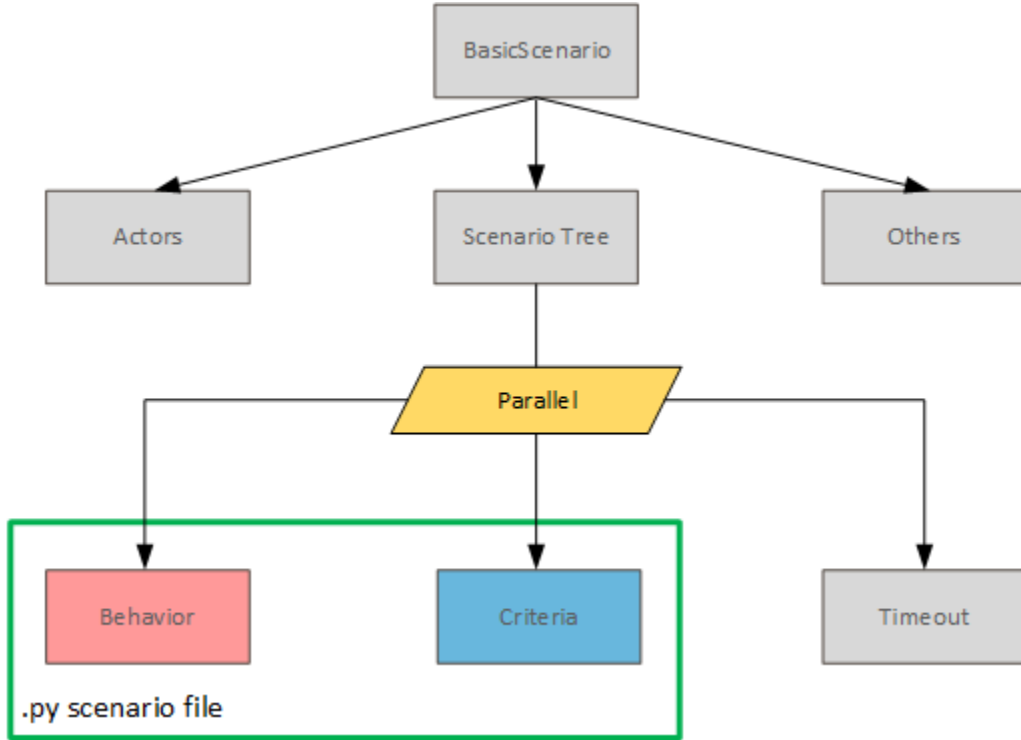 BasicScenario
Actors
Scenario Tree
Others
Parallel
Behavior
Criteria
Timeout
.py scenario file